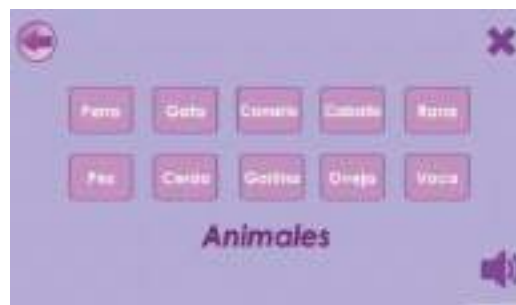 Perro Gato Canario Caballo Rana
Pez Cerdo Gallina Oveja Vaca
Animales